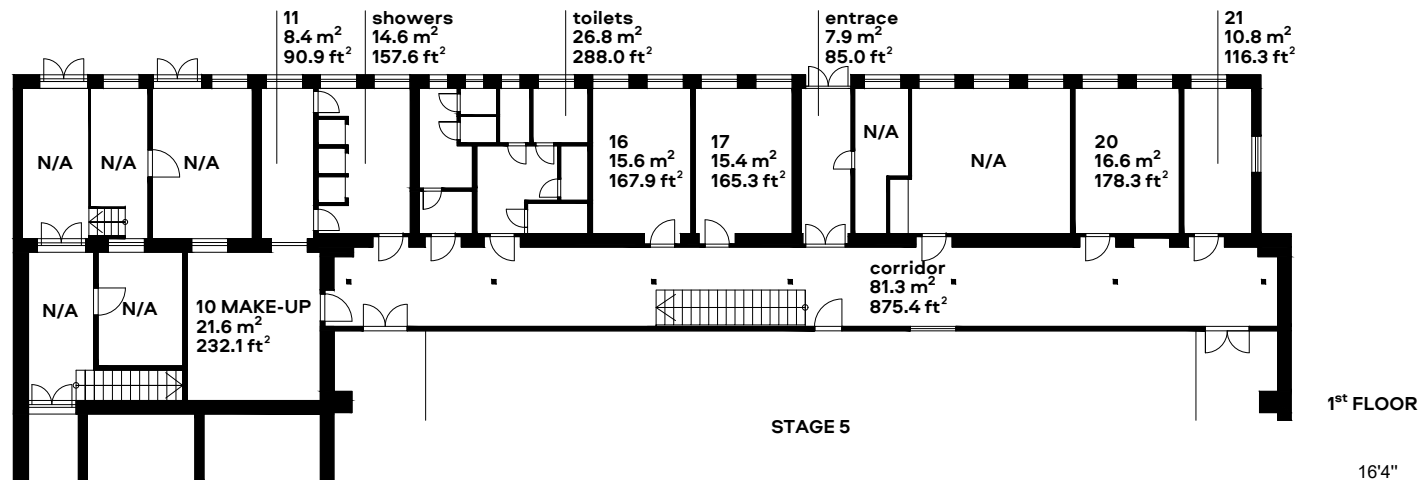 11
8.4 m²
90.9 ft²
showers
14.6 m²
157.6 ft²
toilets
26.8 m²
288.0 ft²
entrace
7.9 m²
85.0 ft²
21
10.8 m²
116.3 ft²
N/A
N/A
N/A
16
15.6 m²
167.9 ft²
17
15.4 m²
165.3 ft²
N/A
N/A
20
16.6 m²
178.3 ft²
N/A
N/A
10 MAKE-UP
21.6 m²
232.1 ft²
corridor
81.3 m²
875.4 ft²
STAGE 5
1st FLOOR
16'4"